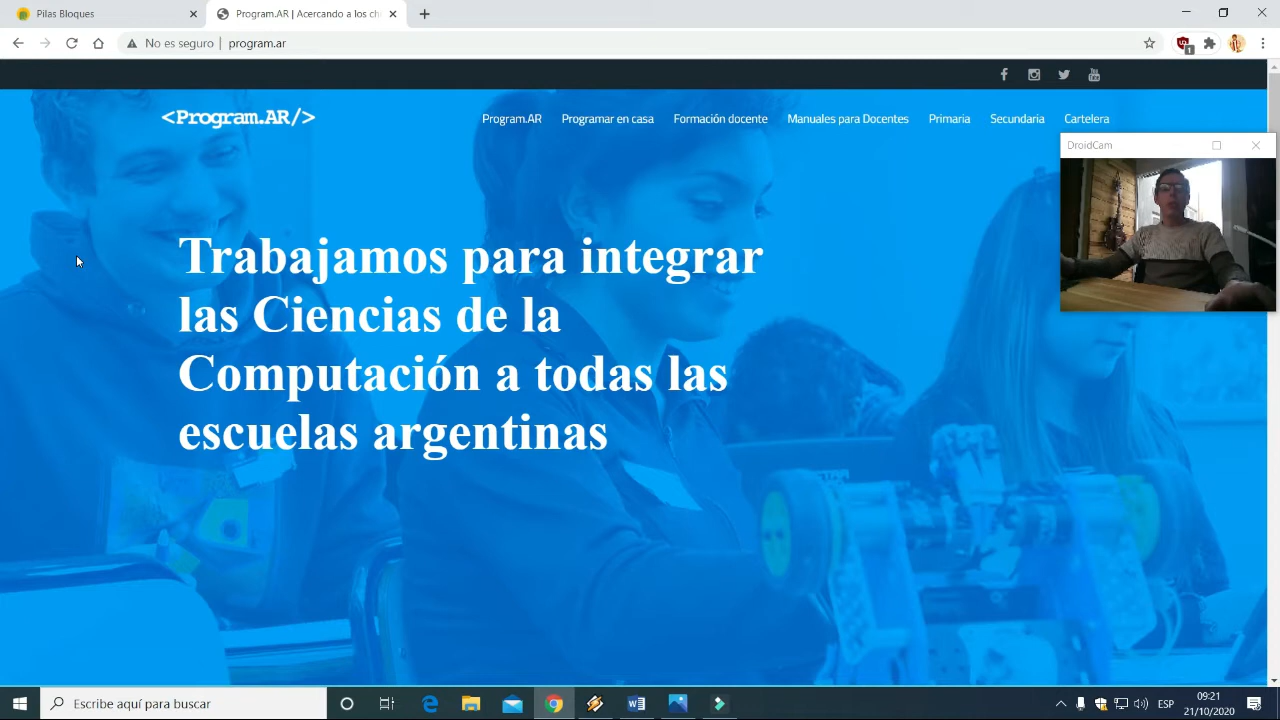 Pilas Bloques
Program.AR | Acercando a los chi
No es seguro | program.ar
1
<Program.AR/>
Program.AR Programar en casa Formación docente Manuales para Docentes Primaria Secundaria Cartelera
DroidCam
Trabajamos para integrar
las Ciencias de la
Computación a todas las
escuelas argentinas
Escribe aquí para buscar
ESP
09:21
21/10/2020